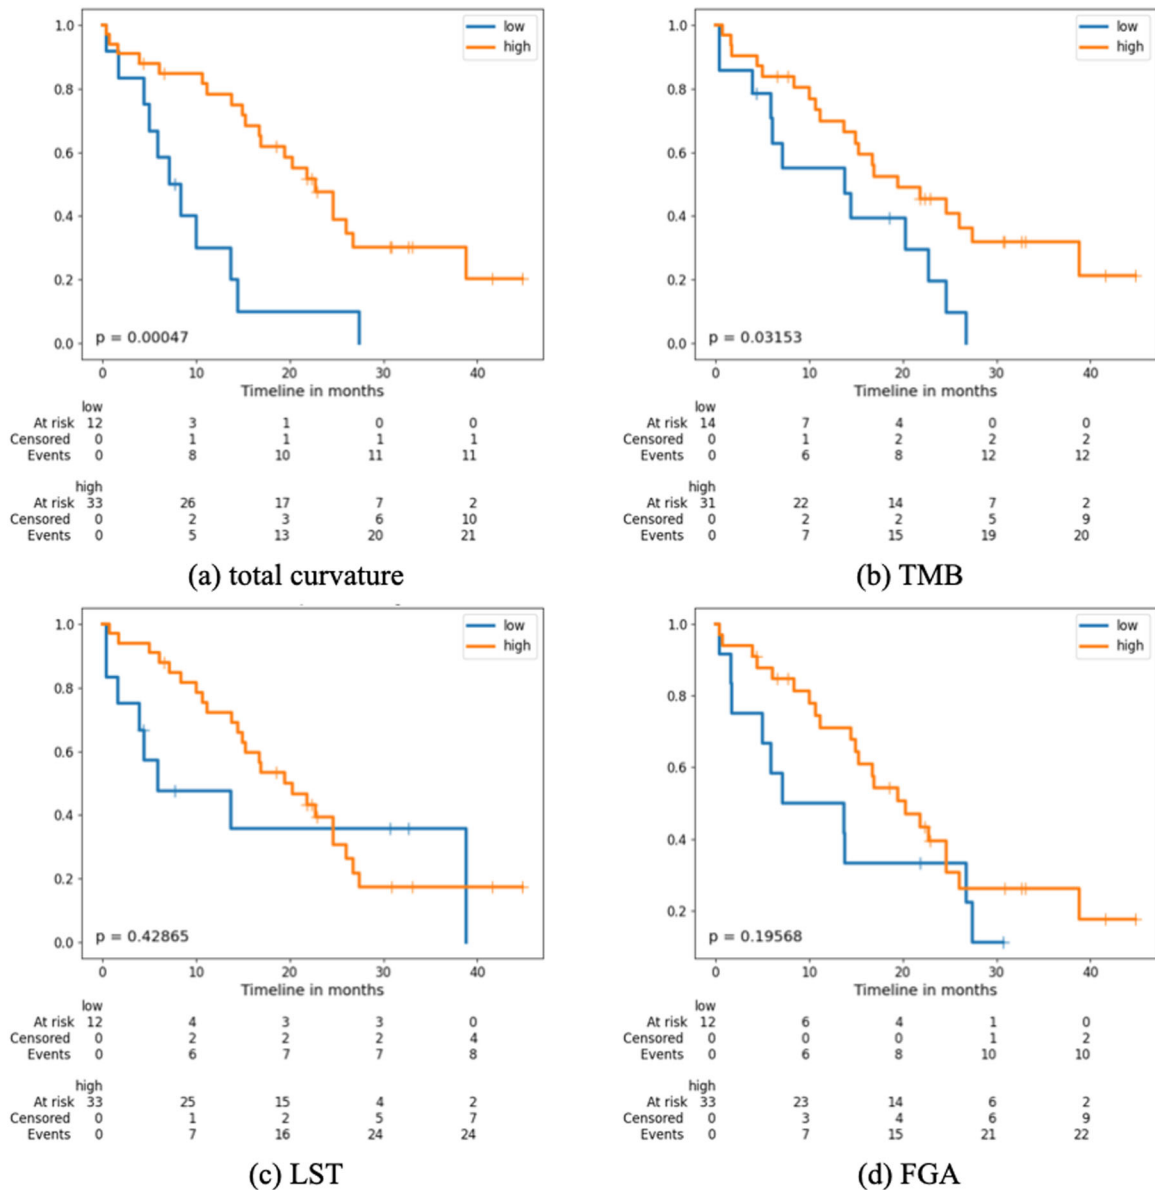 low
high
1.0
0.8
0.6
0.4
0.2
0.0
p = 0.00047
0 10 20 30 40
Timeline in months
low
At risk 12 3 1 0 0
Censored 0 1 1 1 1
Events 0 8 10 11 11
high
At risk 33 26 17 7 2
Censored 0 2 3 6 10
Events 0 5 13 20 21
(a) total curvature
low
high
1.0
0.8
0.6
0.4
0.2
0.0
p = 0.03153
0 10 20 30 40
Timeline in months
low
At risk 14 7 4 0 0
Censored 0 1 2 2 2
Events 0 6 8 12 12
high
At risk 31 22 14 7 2
Censored 0 2 2 5 9
Events 0 7 15 19 20
(b) TMB
low
high
1.0
0.8
0.6
0.4
0.2
0.0
p = 0.42865
0 10 20 30 40
Timeline in months
low
At risk 12 4 3 3 0
Censored 0 2 2 2 4
Events 0 6 7 7 8
high
At risk 33 25 15 4 2
Censored 0 1 2 5 7
Events 0 7 16 24 24
(c) LST
low
high
1.0
0.8
0.6
0.4
0.2
p = 0.19568
0 10 20 30 40
Timeline in months
low
At risk 12 6 4 1 0
Censored 0 0 0 1 2
Events 0 6 8 10 10
high
At risk 33 23 14 6 2
Censored 0 3 4 6 9
Events 0 7 15 21 22
(d) FGA